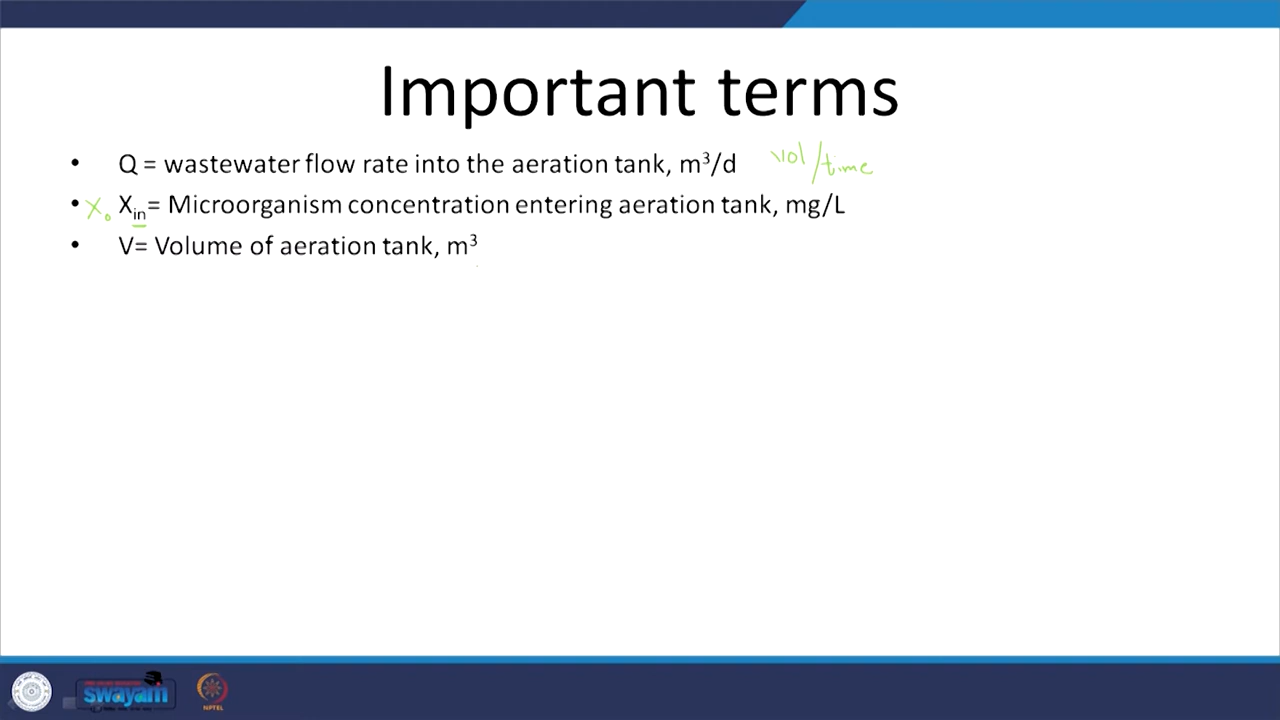 Important terms
• Q = wastewater flow rate into the aeration tank, m³/d vol/time
• X₀ Xᵢₙ= Microorganism concentration entering aeration tank, mg/L
• V= Volume of aeration tank, m³
swayam
NPTEL